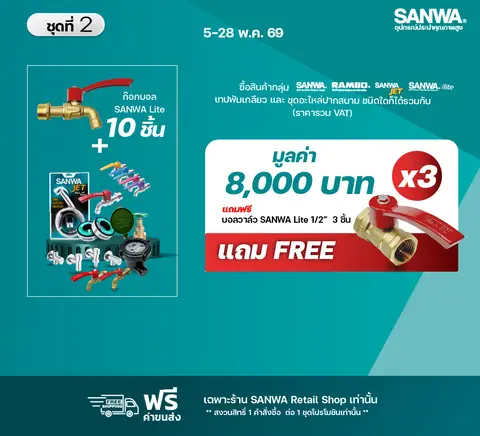 ชุดที่ 2
5-28 พ.ค. 69
SANWA®
อุปกรณ์ประปาคุณภาพสูง
ก๊อกบอล
SANWA Lite
+ 10 ชิ้น
SANWA JET
ซื้อสินค้ากลุ่ม SANWA RAMBO SANWA JET SANWA lite
เทปพันเกลียว และ ชุดอะไหล่ปากสนาม ชนิดใดก็ได้รวมกัน
(ราคารวม VAT)
มูลค่า
8,000 บาท
x3
แถมฟรี
บอลวาล์ว SANWA Lite 1/2" 3 ชิ้น
แถม FREE
FREE SHIPPING
ฟรี
ค่าขนส่ง
เฉพาะร้าน SANWA Retail Shop เท่านั้น
** สงวนสิทธิ์ 1 คำสั่งซื้อ ต่อ 1 ชุดโปรโมชันเท่านั้น **